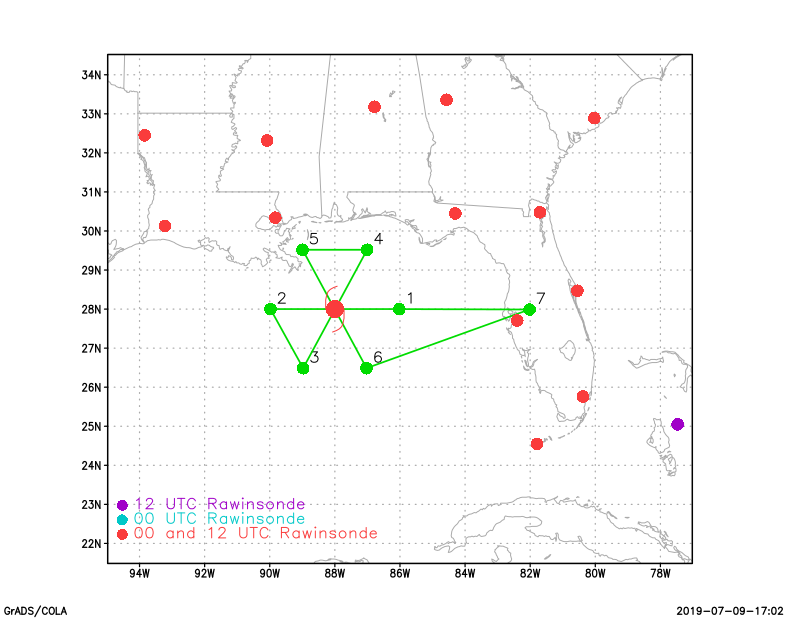 34N
33N
32N
31N
30N
29N
28N
27N
26N
25N
24N
23N
22N
5 4
2 1 7
3 6
12 UTC Rawinsonde
00 UTC Rawinsonde
00 and 12 UTC Rawinsonde
94W 92W 90W 88W 86W 84W 82W 80W 78W
GrADS/COLA 2019-07-09-17:02